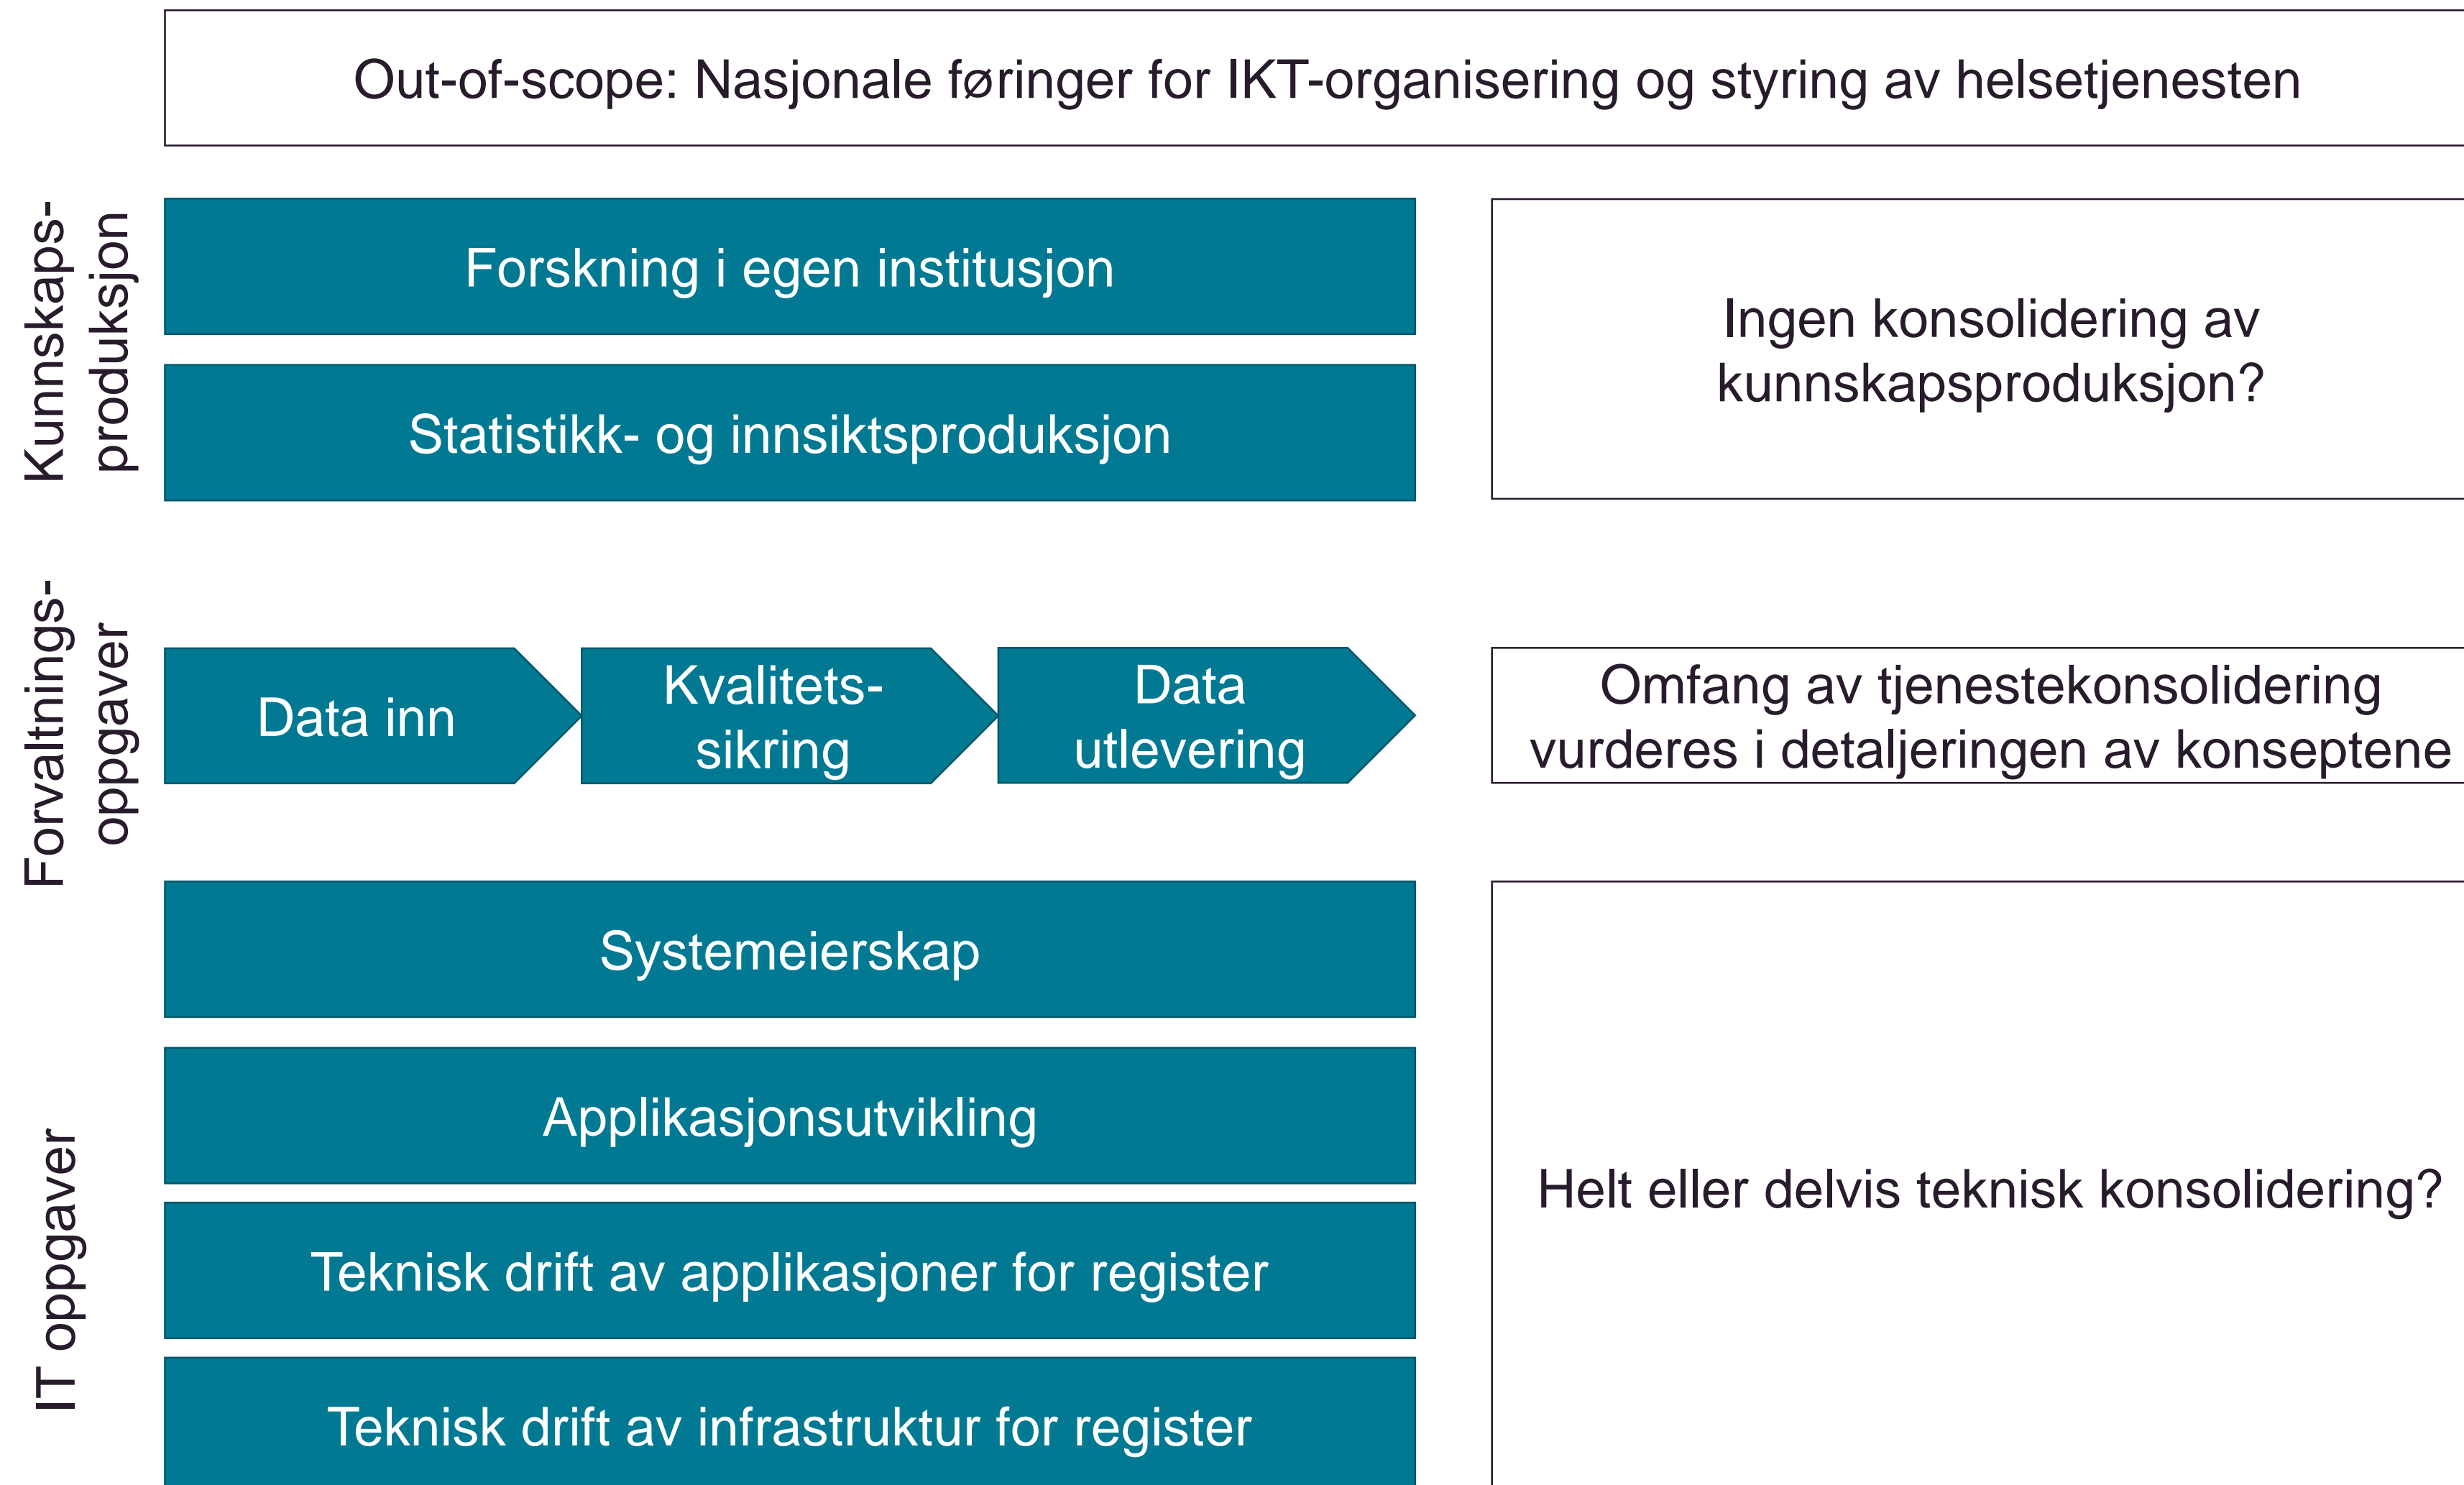 Out-of-scope: Nasjonale føringer for IKT-organisering og styring av helsetjenesten
Kunnskaps-
produksjon
Forskning i egen institusjon
Statistikk- og innsiktsproduksjon
Ingen konsolidering av
kunnskapsproduksjon?
Forvaltnings-
oppgaver
Data inn
Kvalitets-
sikring
Data
utlevering
Omfang av tjenestekonsolidering
vurderes i detaljeringen av konseptene
IT oppgaver
Systemeierskap
Applikasjonsutvikling
Teknisk drift av applikasjoner for register
Teknisk drift av infrastruktur for register
Helt eller delvis teknisk konsolidering?